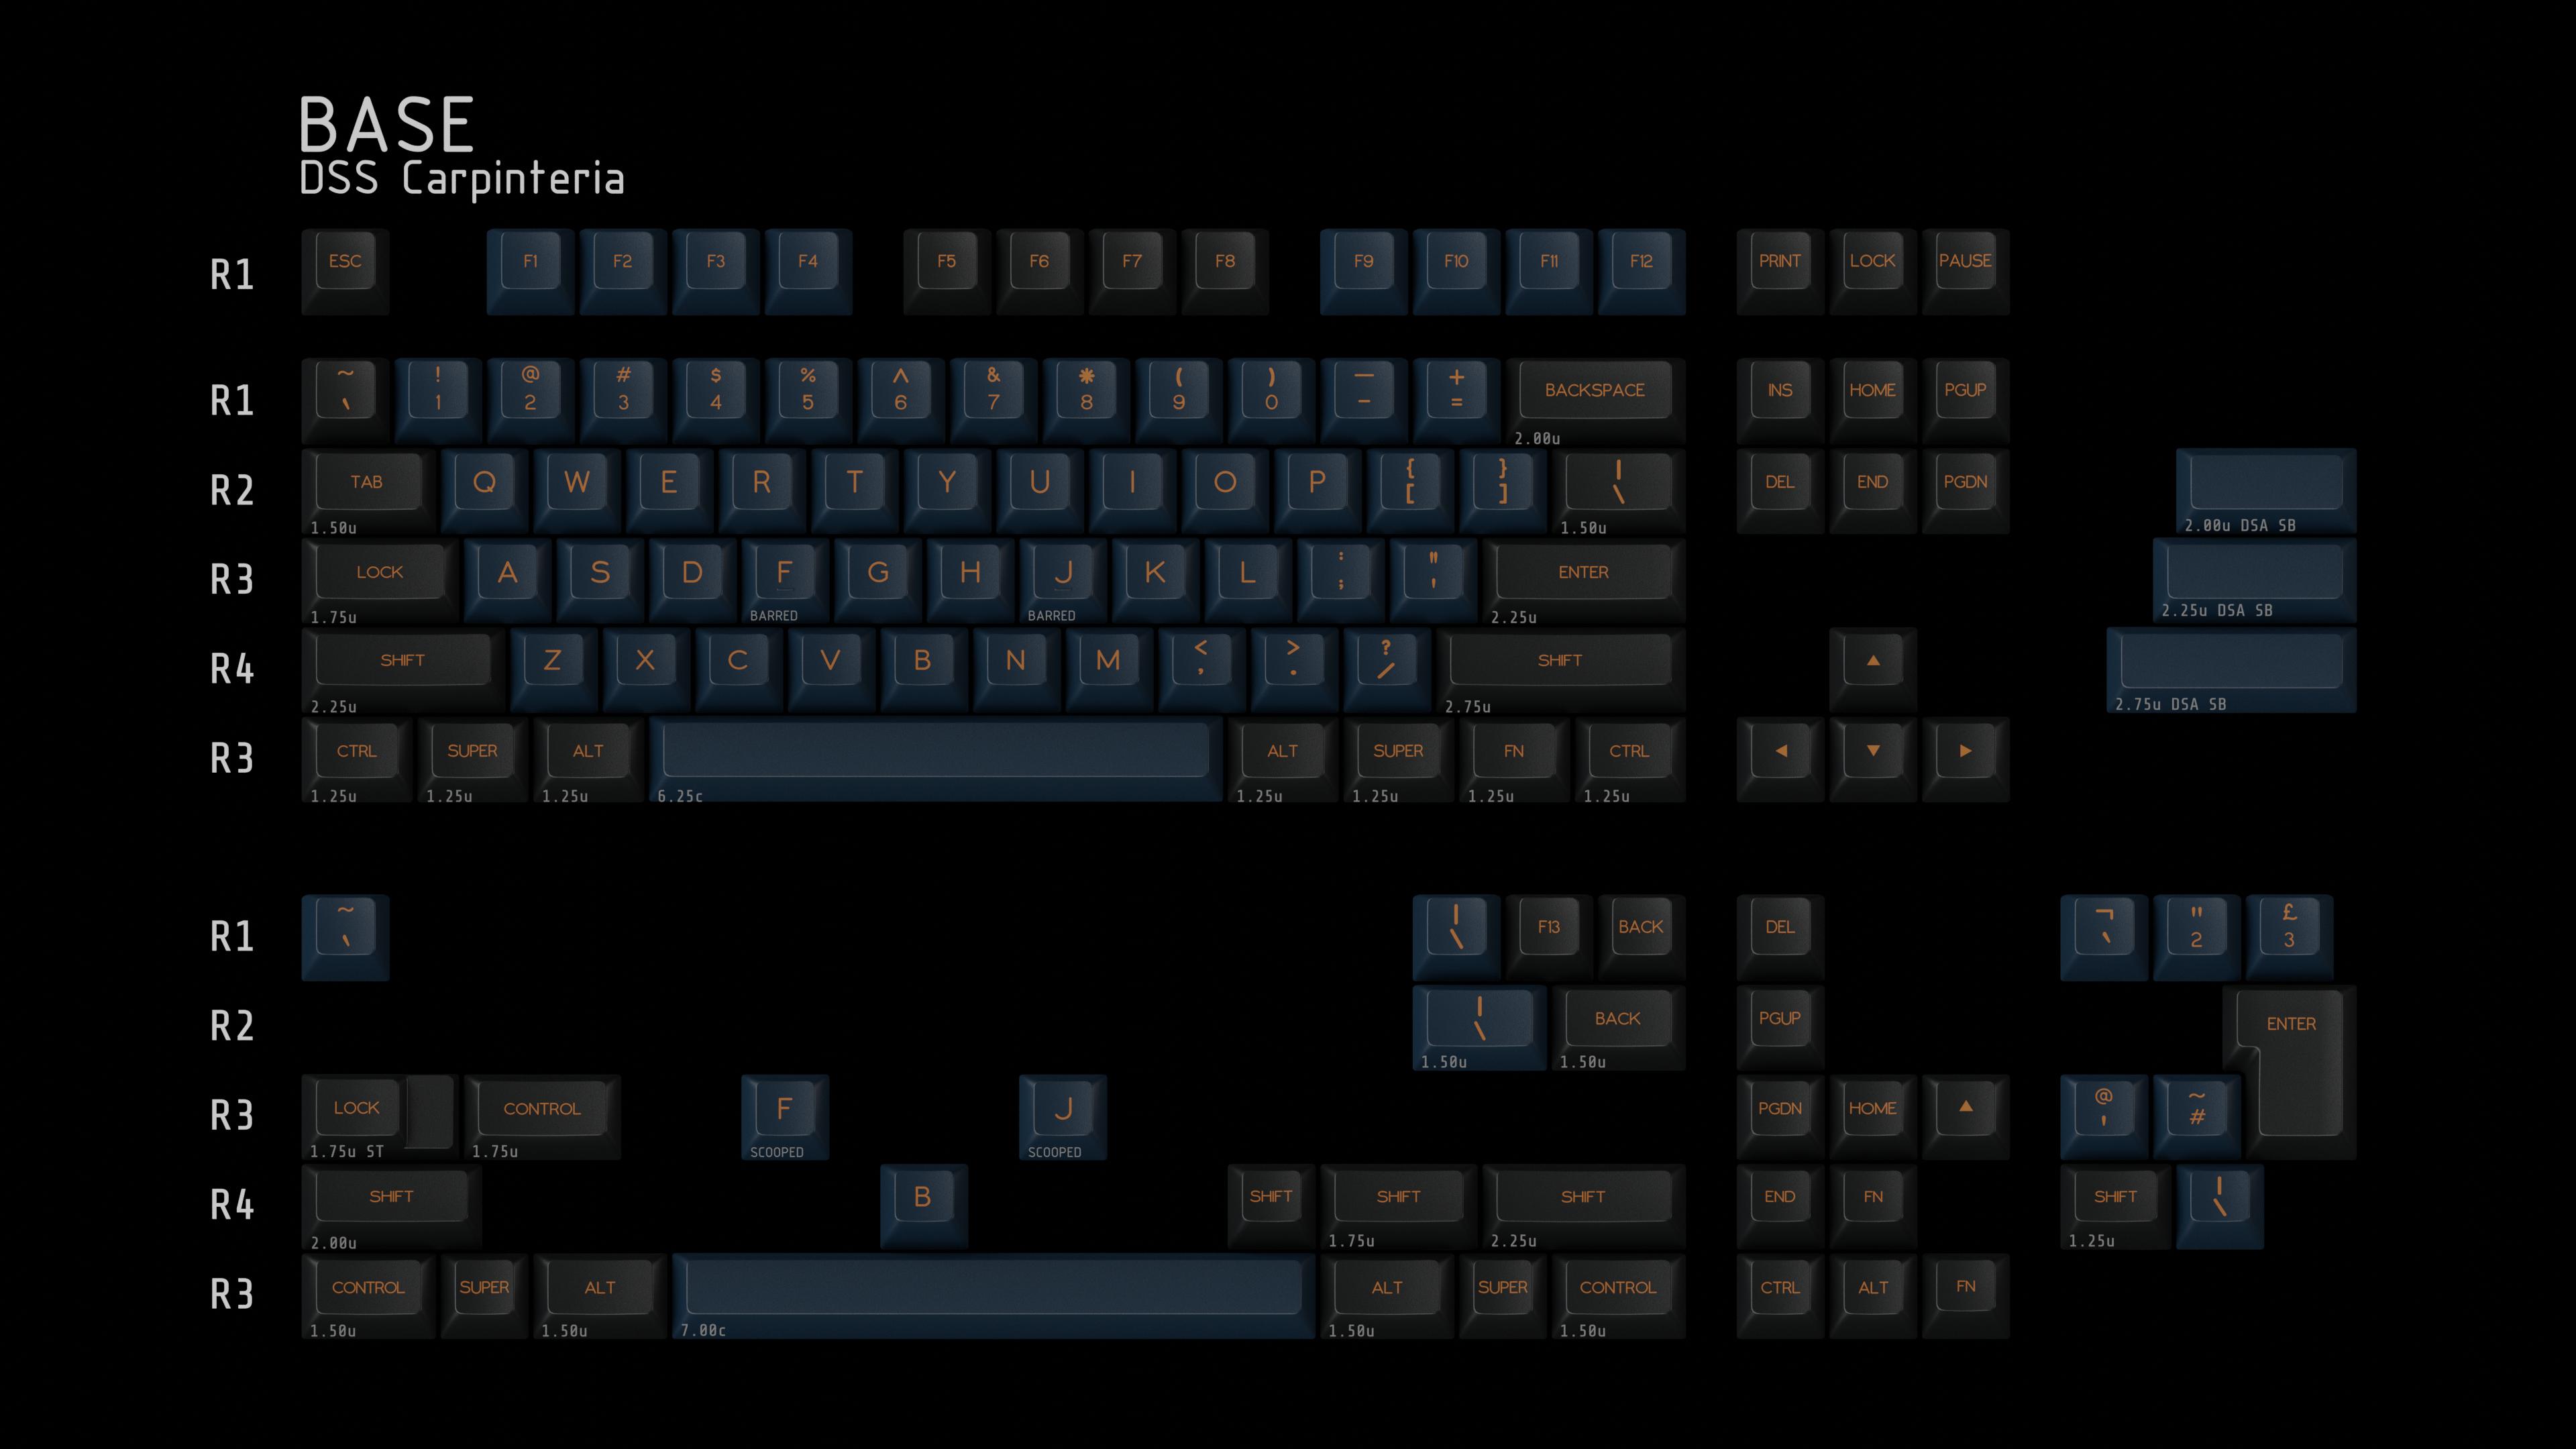 BASE
DSS Carpinteria
R1 ESC F1 F2 F3 F4 F5 F6 F7 F8 F9 F10 F11 F12 PRINT LOCK PAUSE
~ ! @ # $ % ^ & * ( ) — +
R1 ` 1 2 3 4 5 6 7 8 9 0 - = BACKSPACE INS HOME PGUP
2.00u
{ } |
R2 TAB Q W E R T Y U I O P [ ] \ DEL END PGDN
1.50u 1.50u 2.00u DSA SB
: "
R3 LOCK A S D F G H J K L ; ' ENTER
1.75u BARRED BARRED 2.25u 2.25u DSA SB
< > ?
R4 SHIFT Z X C V B N M , . / SHIFT ▲
2.25u 2.75u 2.75u DSA SB
R3 CTRL SUPER ALT ALT SUPER FN CTRL ◀ ▼ ▶
1.25u 1.25u 1.25u 6.25c 1.25u 1.25u 1.25u 1.25u
~ | ¬ " £
R1 ` \ F13 BACK DEL ` 2 3
|
R2 \ BACK PGUP ENTER
1.50u 1.50u
@ ~
R3 LOCK CONTROL F J PGDN HOME ▲ ' #
1.75u ST 1.75u SCOOPED SCOOPED
|
R4 SHIFT B SHIFT SHIFT SHIFT END FN SHIFT \
2.00u 1.75u 2.25u 1.25u
R3 CONTROL SUPER ALT ALT SUPER CONTROL CTRL ALT FN
1.50u 1.50u 7.00c 1.50u 1.50u